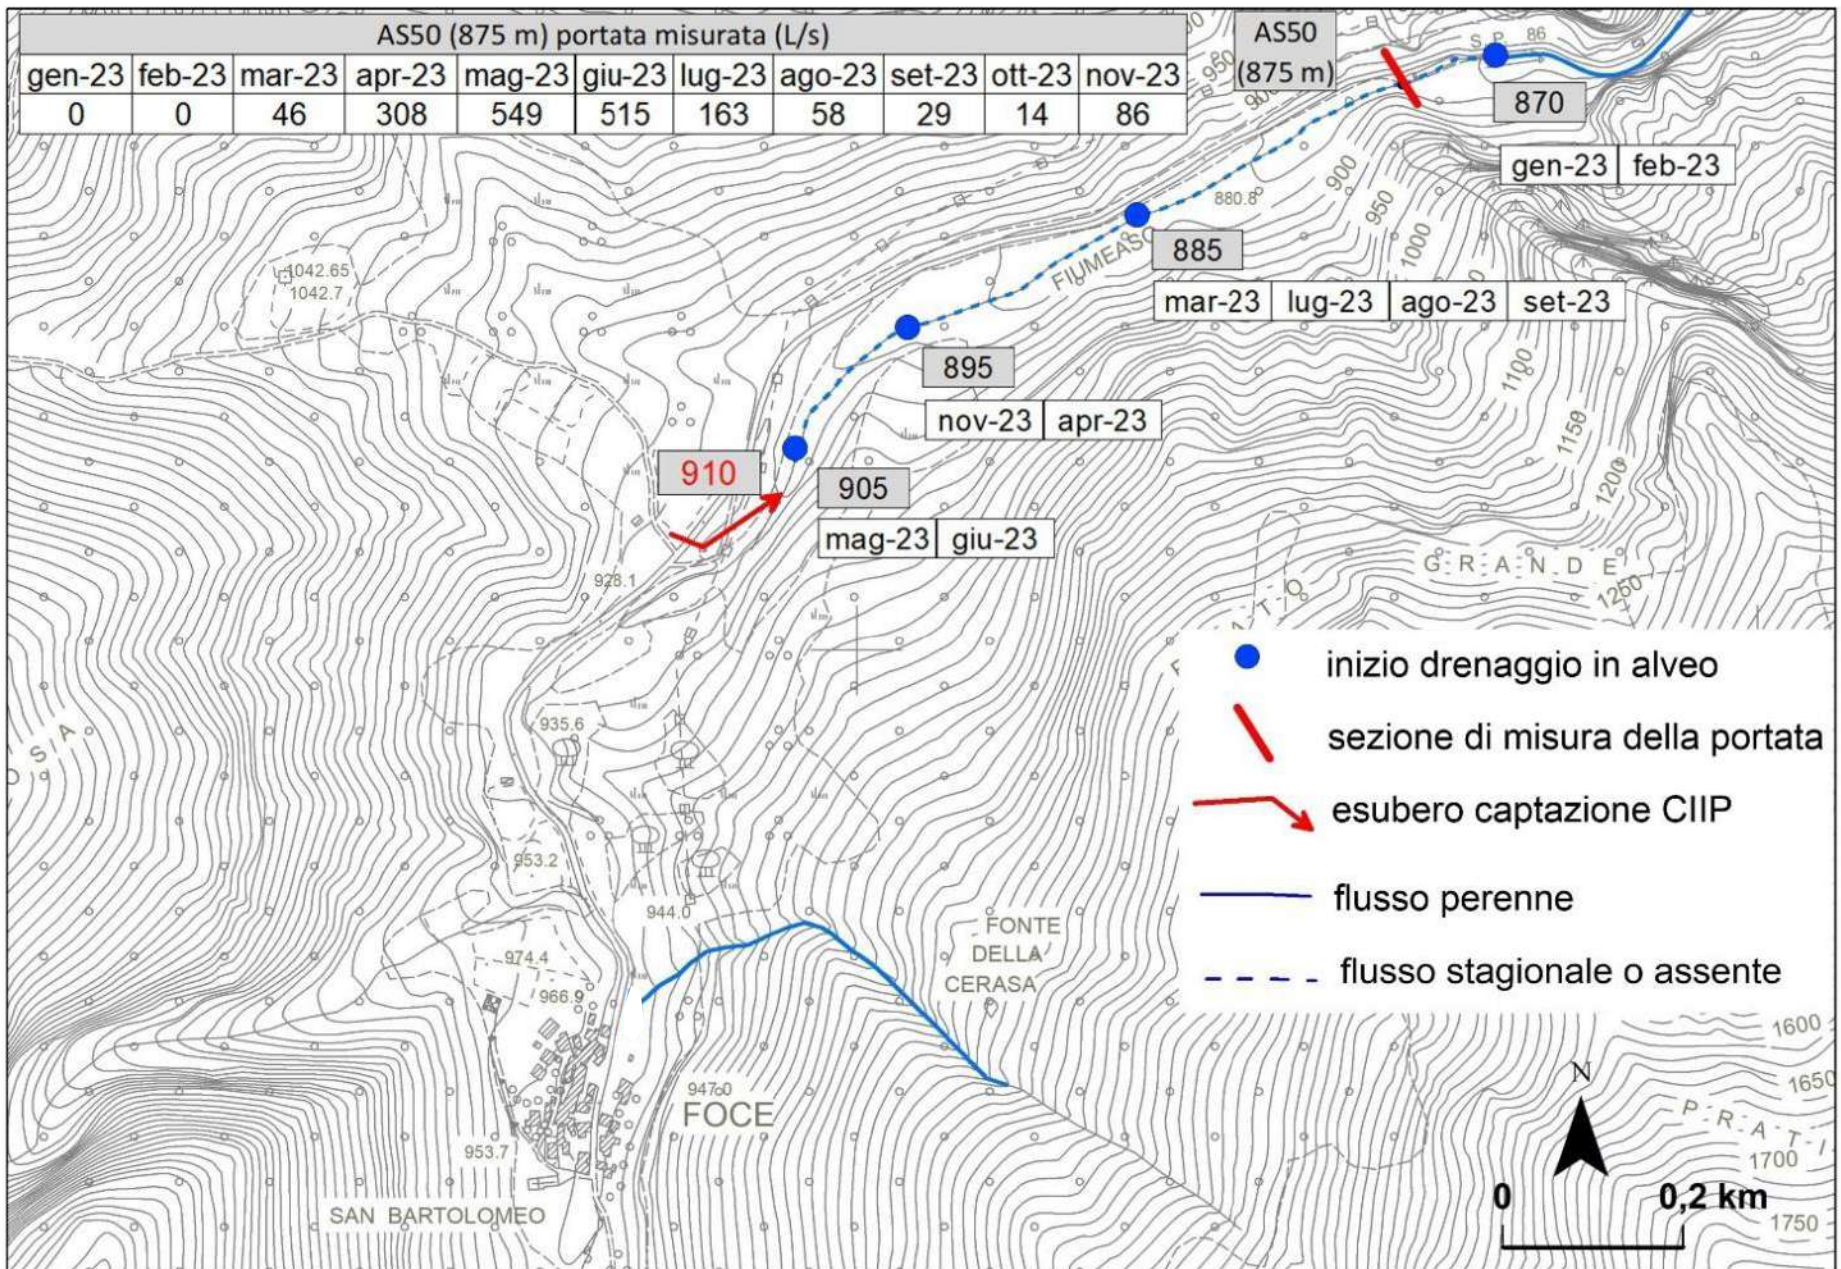 AS50 (875 m) portata misurata (L/s)
gen-23 feb-23 mar-23 apr-23 mag-23 giu-23 lug-23 ago-23 set-23 ott-23 nov-23
0 0 46 308 549 515 163 58 29 14 86
AS50
(875 m)
S.P. 86
950
870
gen-23 feb-23
900
950
1000
880.8
FIUME ASO
885
mar-23 lug-23 ago-23 set-23
1042.65
1042.7
895
nov-23 apr-23
1100
1150
1200
910
905
mag-23 giu-23
928.1
GRANDE
1250
935.6
953.2
944.0
974.4
966.9
FONTE
DELLA
CERASA
947.0
FOCE
953.7
SAN BARTOLOMEO
inizio drenaggio in alveo
sezione di misura della portata
esubero captazione CIIP
flusso perenne
flusso stagionale o assente
1600
1650
PRATI
1700
1750
N
0 0,2 km